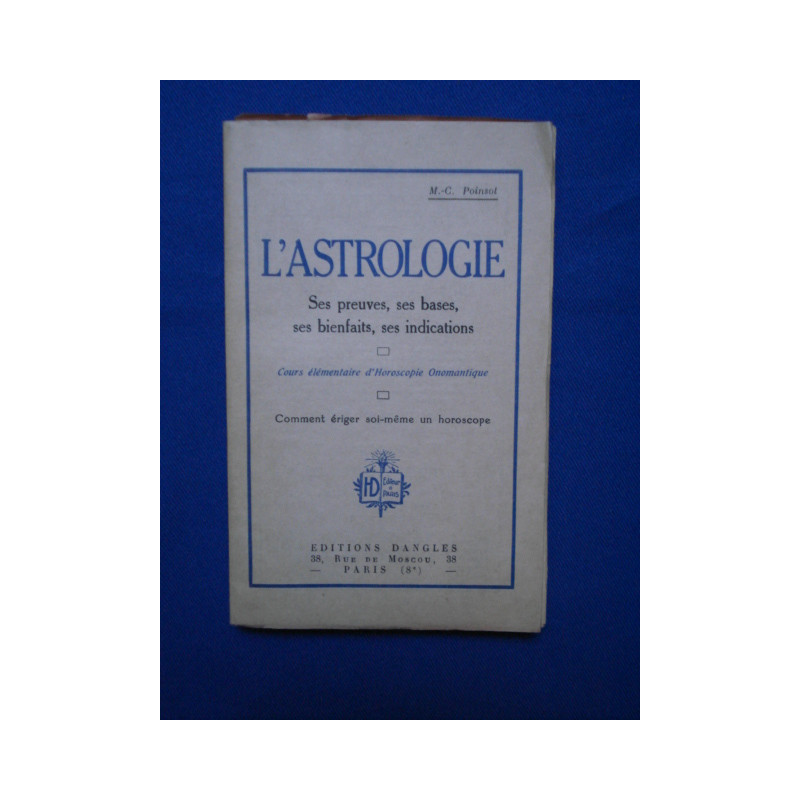 M.-C. Poinsot
L'ASTROLOGIE
Ses preuves, ses bases,
ses bienfaits, ses indications
Cours élémentaire d'Horoscopie Onomantique
Comment ériger soi-même un horoscope
HD
EDITIONS DANGLES
38, RUE DE MOSCOU, 38
— PARIS (8e) —